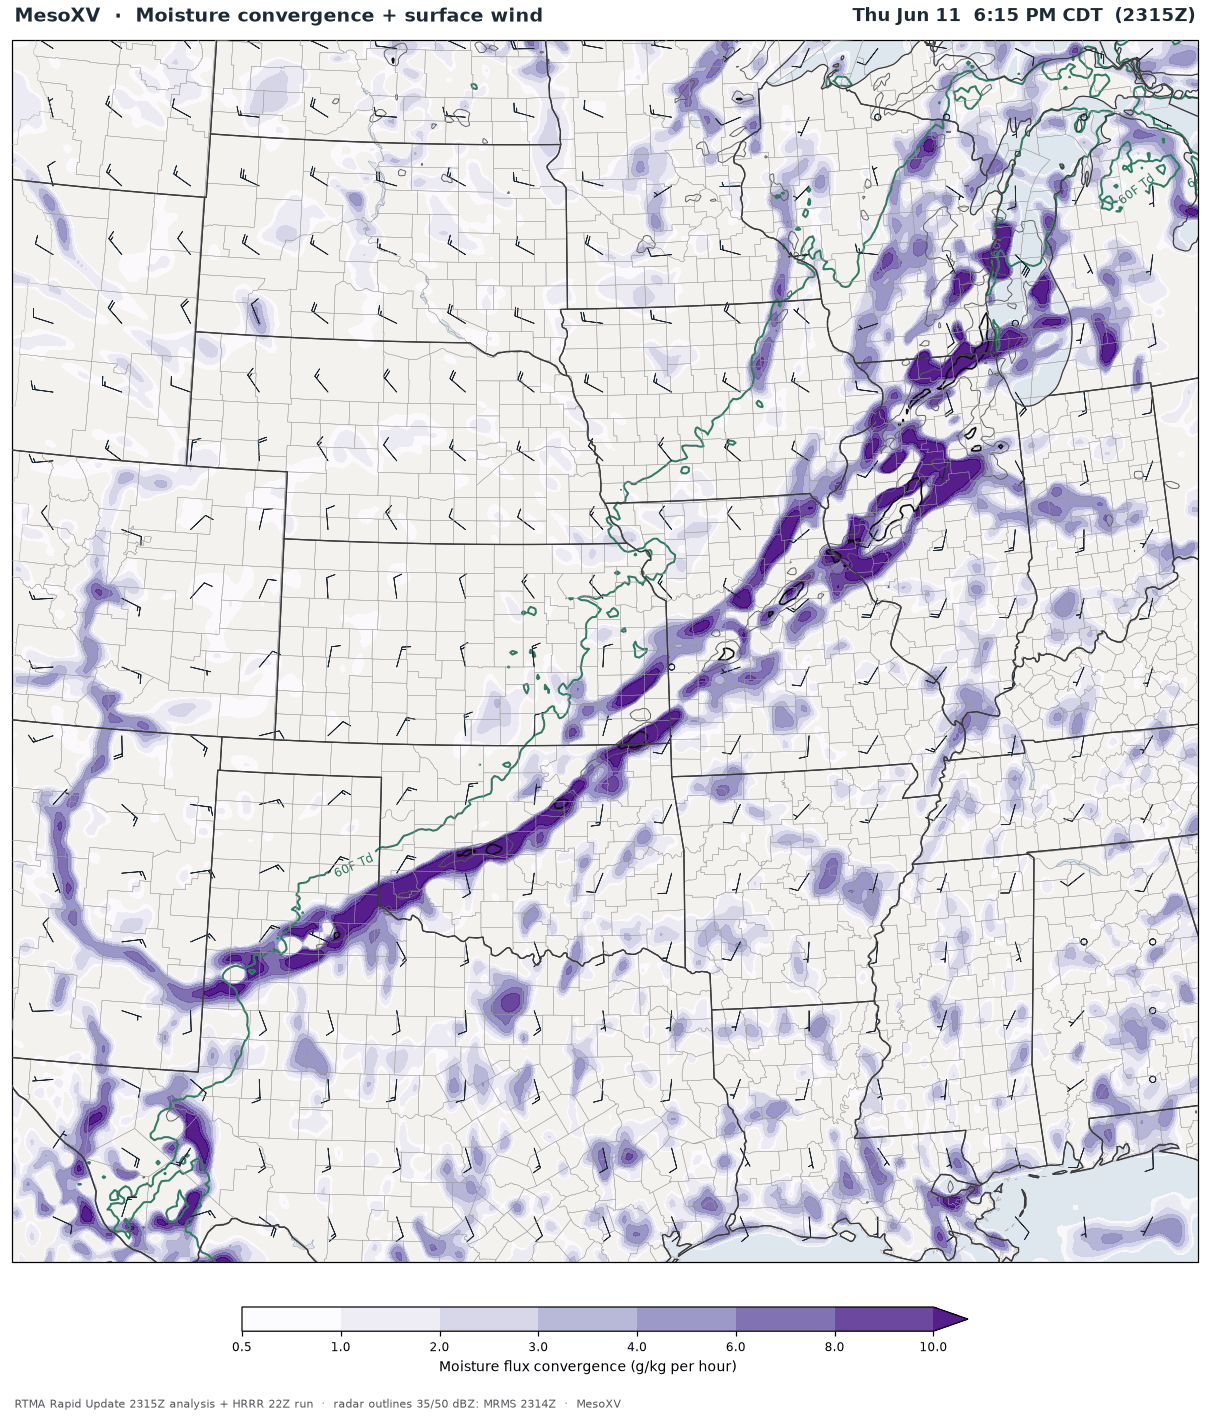 MesoXV · Moisture convergence + surface wind
Thu Jun 11 6:15 PM CDT (2315Z)
60F Td
60F Td
0.5 1.0 2.0 3.0 4.0 6.0 8.0 10.0
Moisture flux convergence (g/kg per hour)
RTMA Rapid Update 2315Z analysis + HRRR 22Z run · radar outlines 35/50 dBZ: MRMS 2314Z · MesoXV